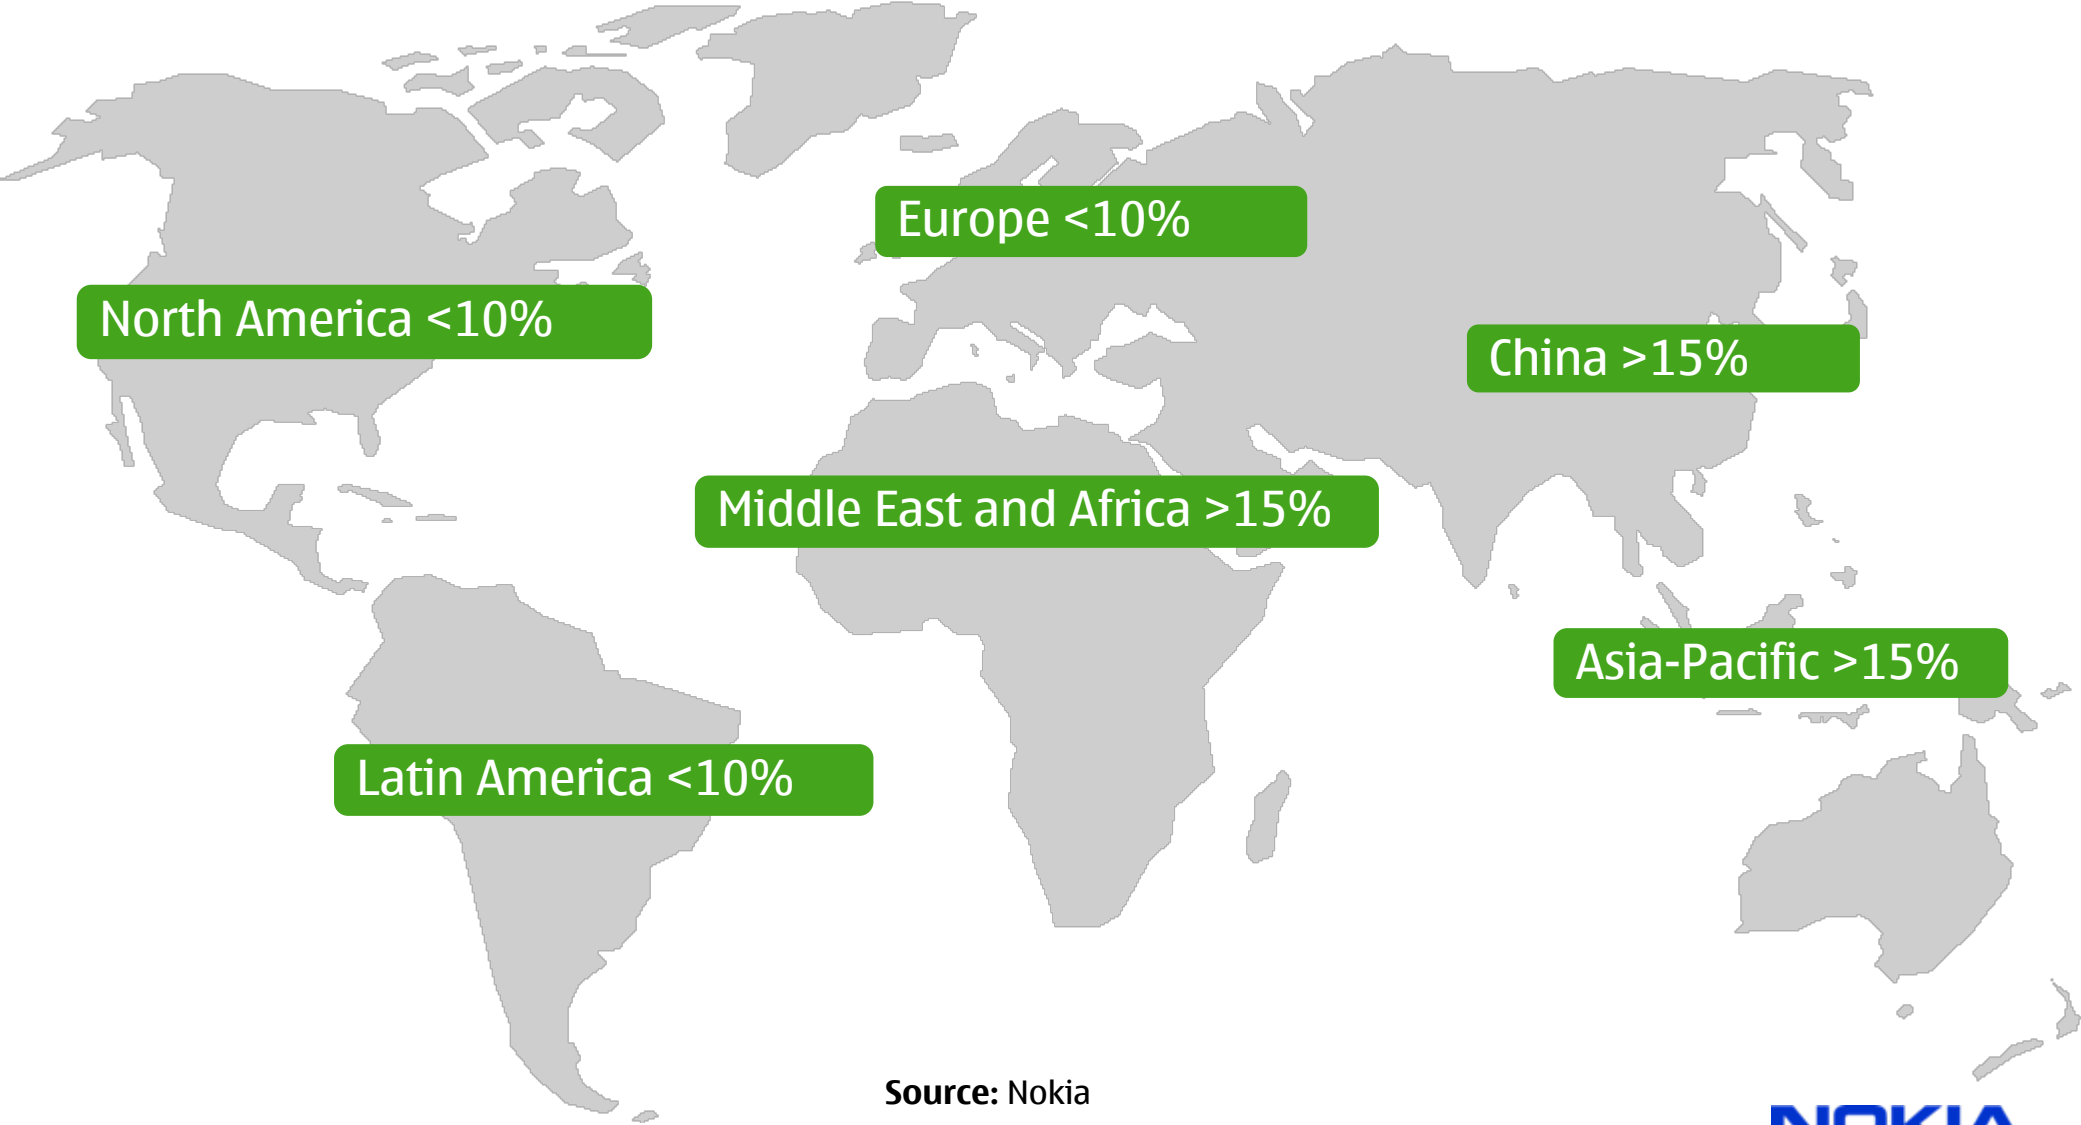 Europe <10%
North America <10%
China >15%
Middle East and Africa >15%
Asia-Pacific >15%
Latin America <10%
Source: Nokia
NOKIA